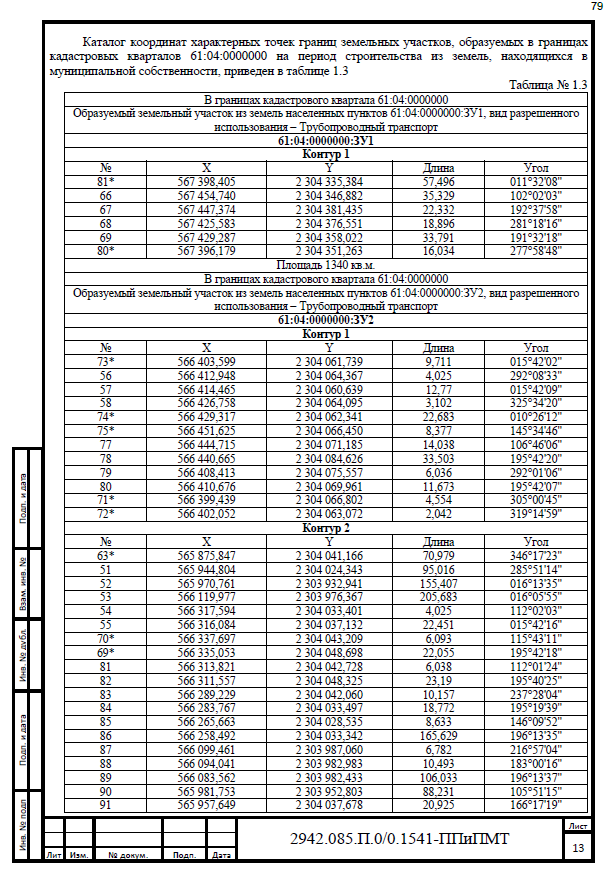 79
Каталог координат характерных точек границ земельных участков, образуемых в границах
кадастровых кварталов 61:04:0000000 на период строительства из земель, находящихся в
муниципальной собственности, приведен в таблице 1.3
Таблица № 1.3
В границах кадастрового квартала 61:04:0000000
Образуемый земельный участок из земель населенных пунктов 61:04:0000000:ЗУ1, вид разрешенного
использования – Трубопроводный транспорт
61:04:0000000:ЗУ1
Контур 1
№ X Y Длина Угол
81* 567 398,405 2 304 335,384 57,496 011°32'08"
66 567 454,740 2 304 346,882 35,329 102°02'03"
67 567 447,374 2 304 381,435 22,332 192°37'58"
68 567 425,583 2 304 376,551 18,896 281°18'16"
69 567 429,287 2 304 358,022 33,791 191°32'18"
80* 567 396,179 2 304 351,263 16,034 277°58'48"
Площадь 1340 кв.м.
В границах кадастрового квартала 61:04:0000000
Образуемый земельный участок из земель населенных пунктов 61:04:0000000:ЗУ2, вид разрешенного
использования – Трубопроводный транспорт
61:04:0000000:ЗУ2
Контур 1
№ X Y Длина Угол
73* 566 403,599 2 304 061,739 9,711 015°42'02"
56 566 412,948 2 304 064,367 4,025 292°08'33"
57 566 414,465 2 304 060,639 12,77 015°42'09"
58 566 426,758 2 304 064,095 3,102 325°34'20"
74* 566 429,317 2 304 062,341 22,683 010°26'12"
75* 566 451,625 2 304 066,450 8,377 145°34'46"
77 566 444,715 2 304 071,185 14,038 106°46'06"
78 566 440,665 2 304 084,626 33,503 195°42'20"
79 566 408,413 2 304 075,557 6,036 292°01'06"
80 566 410,676 2 304 069,961 11,673 195°42'07"
71* 566 399,439 2 304 066,802 4,554 305°00'45"
72* 566 402,052 2 304 063,072 2,042 319°14'59"
Контур 2
№ X Y Длина Угол
63* 565 875,847 2 304 041,166 70,979 346°17'23"
51 565 944,804 2 304 024,343 95,016 285°51'14"
52 565 970,761 2 303 932,941 155,407 016°13'35"
53 566 119,977 2 303 976,367 205,683 016°05'55"
54 566 317,594 2 304 033,401 4,025 112°02'03"
55 566 316,084 2 304 037,132 22,451 015°42'16"
70* 566 337,697 2 304 043,209 6,093 115°43'11"
69* 566 335,053 2 304 048,698 22,055 195°42'18"
81 566 313,821 2 304 042,728 6,038 112°01'24"
82 566 311,557 2 304 048,325 23,19 195°40'25"
83 566 289,229 2 304 042,060 10,157 237°28'04"
84 566 283,767 2 304 033,497 18,772 195°19'39"
85 566 265,663 2 304 028,535 8,633 146°09'52"
86 566 258,492 2 304 033,342 165,629 196°13'35"
87 566 099,461 2 303 987,060 6,782 216°57'04"
88 566 094,041 2 303 982,983 10,493 183°00'16"
89 566 083,562 2 303 982,433 106,033 196°13'37"
90 565 981,753 2 303 952,803 88,231 105°51'15"
91 565 957,649 2 304 037,678 20,925 166°17'19"
Подп. и дата
Взам. инв. №
Инв. № дубл.
Подп. и дата
Инв. № подл
Лит Изм. № докум. Подп. Дата
2942.085.П.0/0.1541-ППиПМТ
Лист
13